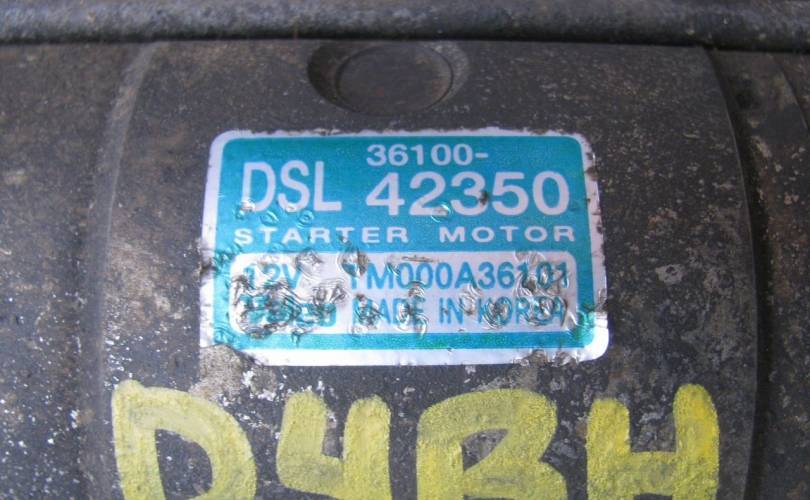 36100-
DSL 42350
STARTER MOTOR
12V TM000A36101
MADE IN KOREA
D4BH